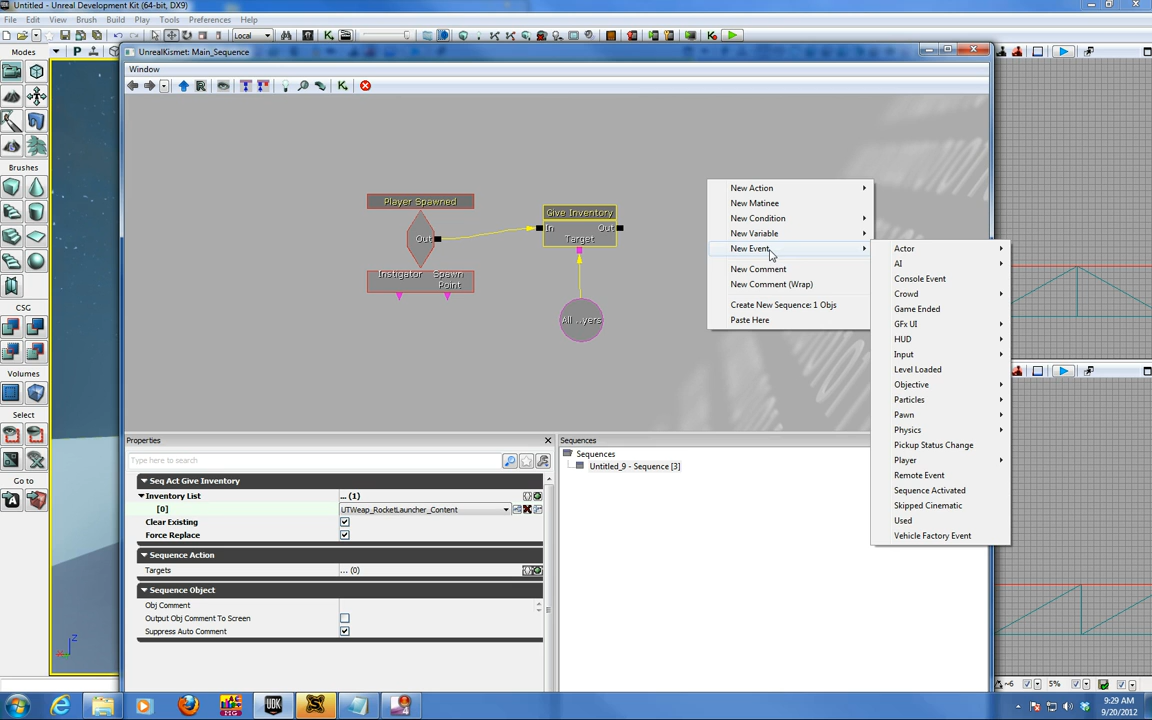 Untitled - Unreal Development Kit (64-bit, DX9)
File Edit View Brush Build Play Tools Preferences Help
Local
Modes
P
UnrealKismet: Main_Sequence
Window
R
K
Player Spawned
Out
Instigator Spawn
Point
Give Inventory
In Out
Target
All ..yers
New Action
New Matinee
New Condition
New Variable
New Event
New Comment
New Comment (Wrap)
Create New Sequence: 1 Objs
Paste Here
Actor
AI
Console Event
Crowd
Game Ended
GFx UI
HUD
Input
Level Loaded
Objective
Particles
Pawn
Physics
Pickup Status Change
Player
Remote Event
Sequence Activated
Skipped Cinematic
Used
Vehicle Factory Event
Brushes
CSG
Volumes
Select
Go to
Properties
Type here to search
Seq Act Give Inventory
Inventory List ... (1)
[0] UTWeap_RocketLauncher_Content
Clear Existing
Force Replace
Sequence Action
Targets ... (0)
Sequence Object
Obj Comment
Output Obj Comment To Screen
Suppress Auto Comment
Sequences
Sequences
Untitled_9 - Sequence [3]
Z
~6 5%
UDK
9:29 AM
9/20/2012